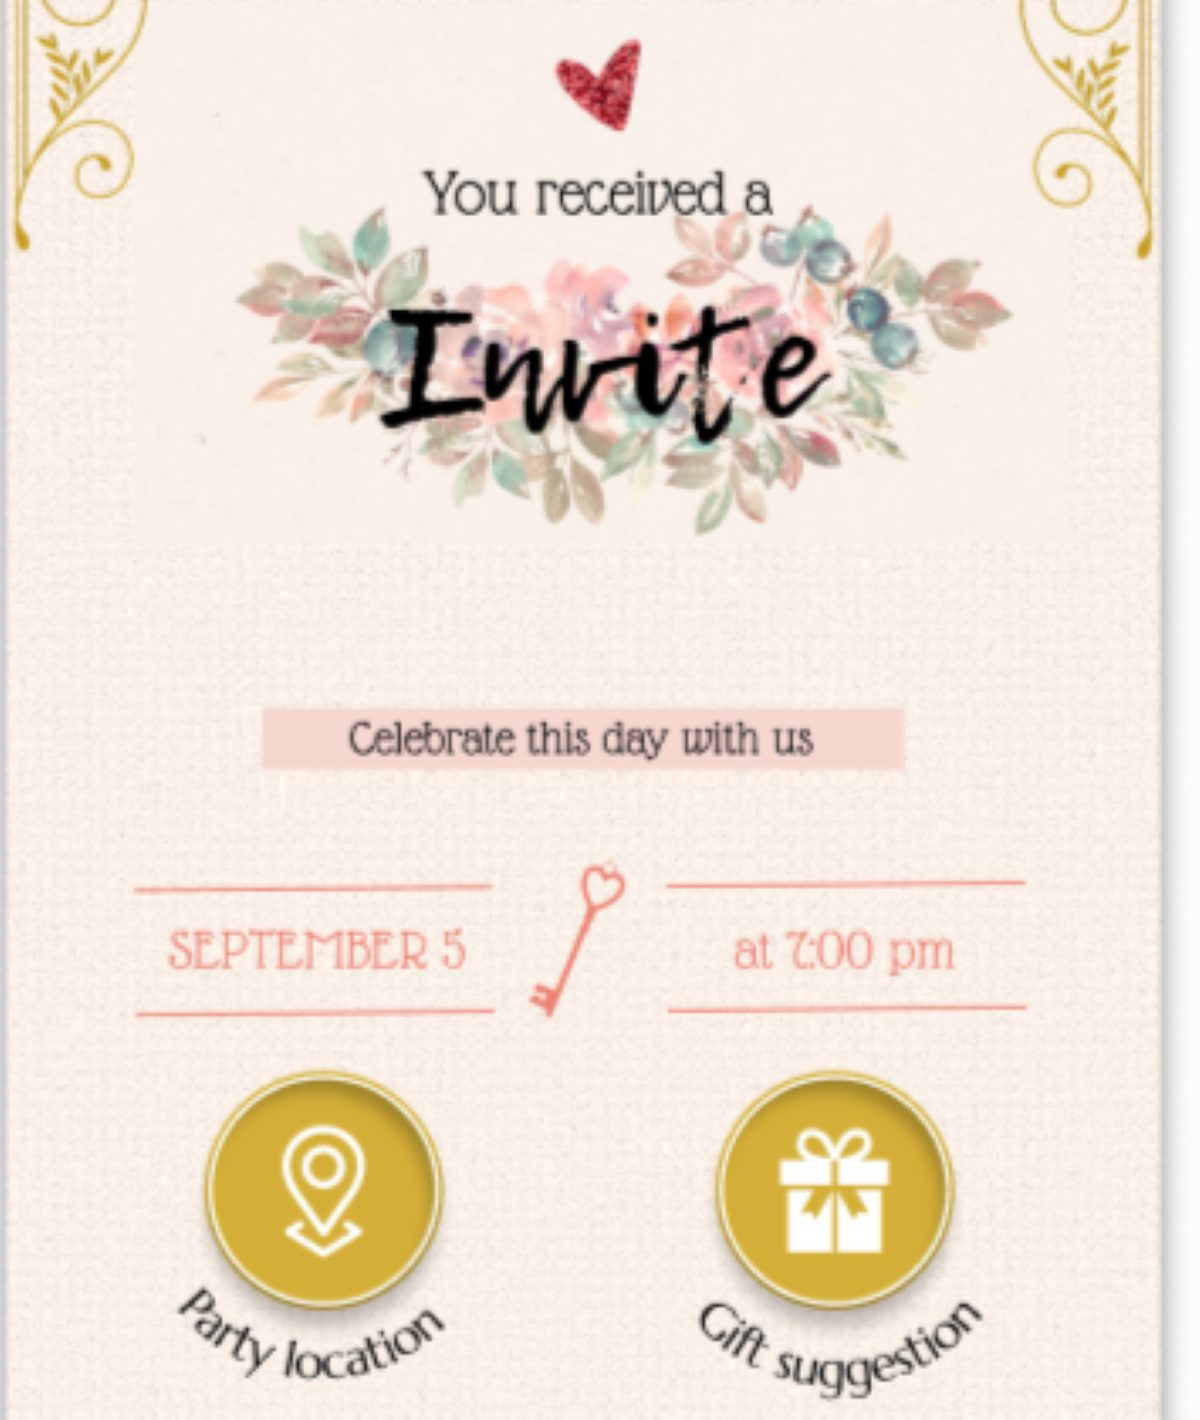 You received a
Invite
Celebrate this day with us
SEPTEMBER 5
at 7:00 pm
Party location
Gift suggestion